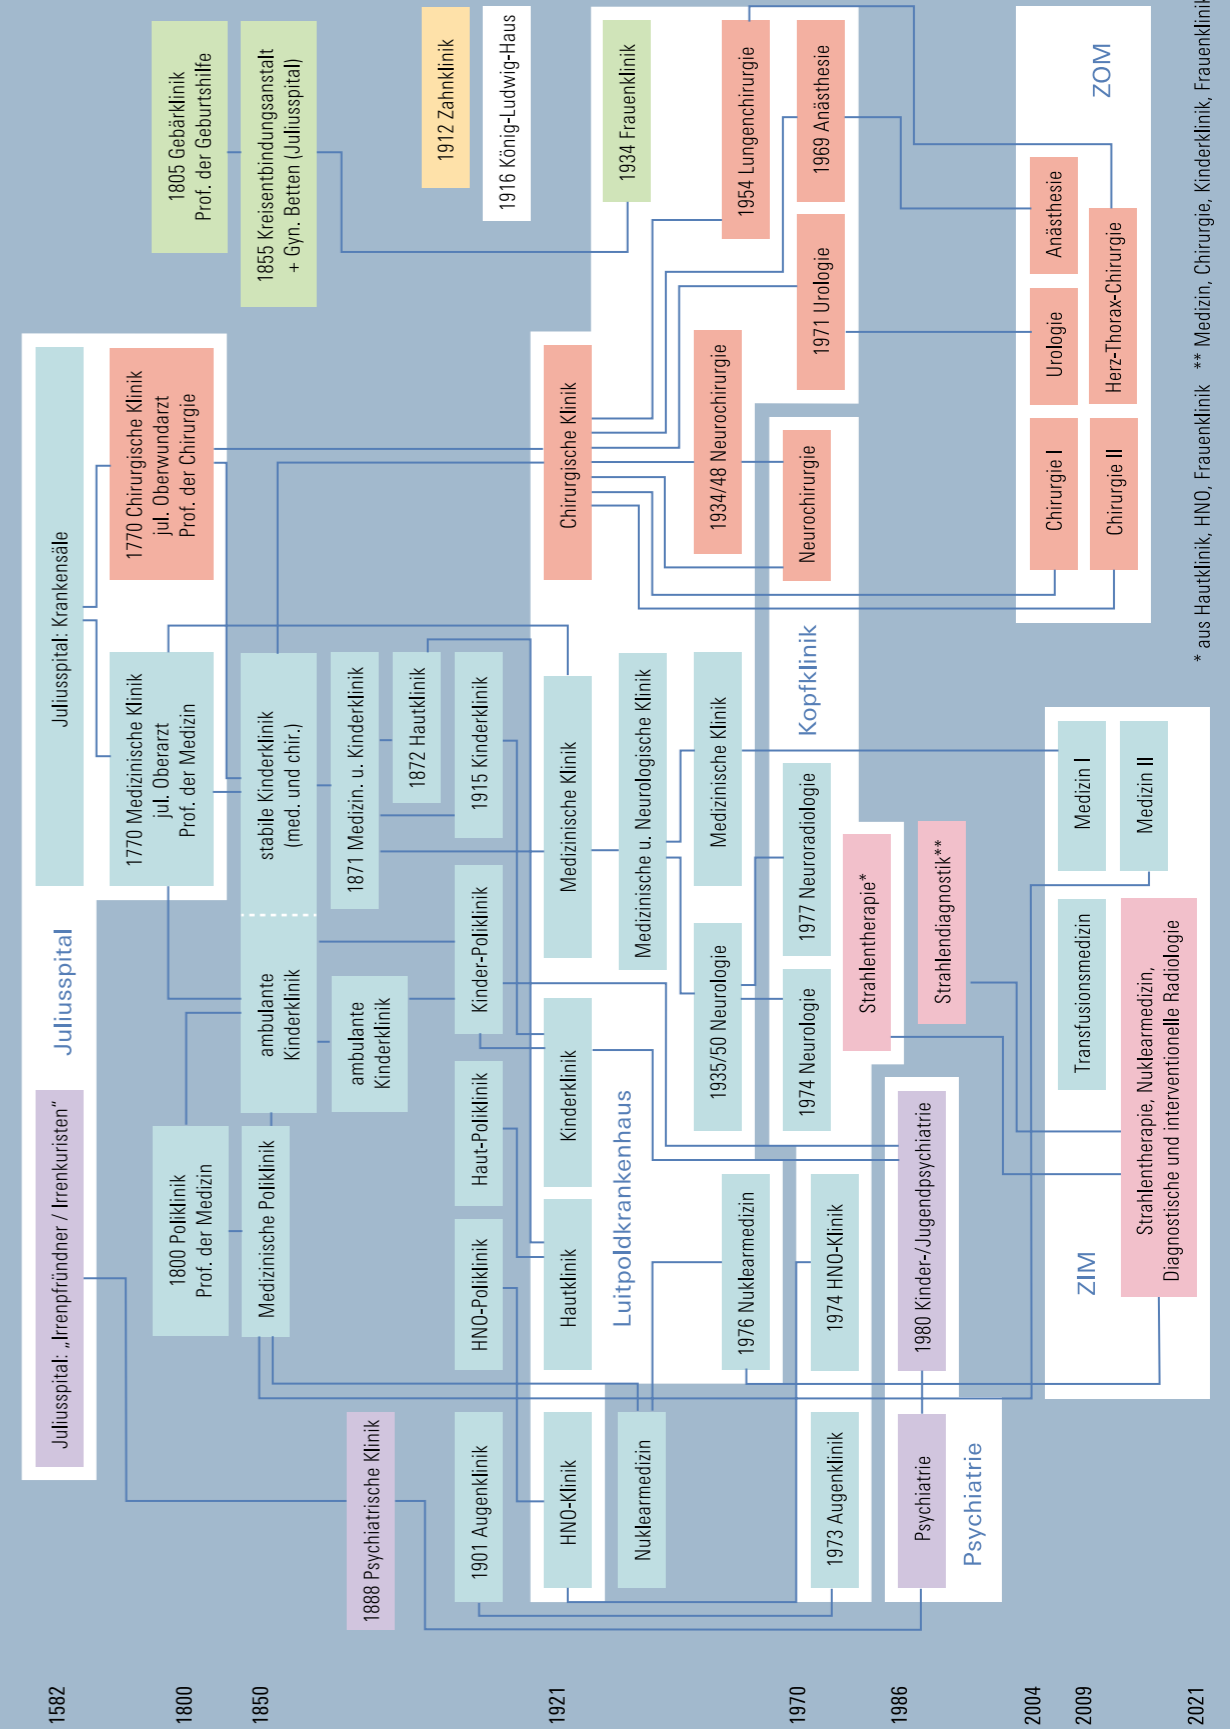 1582
1800
1850
1921
1970
1986
2004
2009
2021
Juliusspital
Juliusspital: „Irrenpfründner / Irrenkuristen“
Juliusspital: Krankensäle
1770 Medizinische Klinik
jul. Oberarzt
Prof. der Medizin
1770 Chirurgische Klinik
jul. Oberwundarzt
Prof. der Chirurgie
1800 Poliklinik
Prof. der Medizin
1805 Gebärklinik
Prof. der Geburtshilfe
Medizinische Poliklinik
ambulante
Kinderklinik
stabile Kinderklinik
(med. und chir.)
1855 Kreisentbindungsanstalt
+ Gyn. Betten (Juliusspital)
1888 Psychiatrische Klinik
ambulante
Kinderklinik
1871 Medizin. u. Kinderklinik
1872 Hautklinik
1912 Zahnklinik
1901 Augenklinik
HNO-Poliklinik
Haut-Poliklinik
Kinder-Poliklinik
1915 Kinderklinik
1916 König-Ludwig-Haus
HNO-Klinik
Hautklinik
Kinderklinik
Medizinische Klinik
Chirurgische Klinik
Luitpoldkrankenhaus
Nuklearmedizin
Medizinische u. Neurologische Klinik
1934 Frauenklinik
1976 Nuklearmedizin
1935/50 Neurologie
Medizinische Klinik
1934/48 Neurochirurgie
1954 Lungenchirurgie
1973 Augenklinik
1974 HNO-Klinik
1974 Neurologie
1977 Neuroradiologie
Kopfklinik
Neurochirurgie
1971 Urologie
1969 Anästhesie
Strahlentherapie*
Psychiatrie
1980 Kinder-/Jugendpsychiatrie
Strahlendiagnostik**
Psychiatrie
ZIM
Transfusionsmedizin
Medizin I
Medizin II
Strahlentherapie, Nuklearmedizin,
Diagnostische und interventionelle Radiologie
ZOM
Chirurgie I
Urologie
Anästhesie
Chirurgie II
Herz-Thorax-Chirurgie
* aus Hautklinik, HNO, Frauenklinik ** Medizin, Chirurgie, Kinderklinik, Frauenklinik